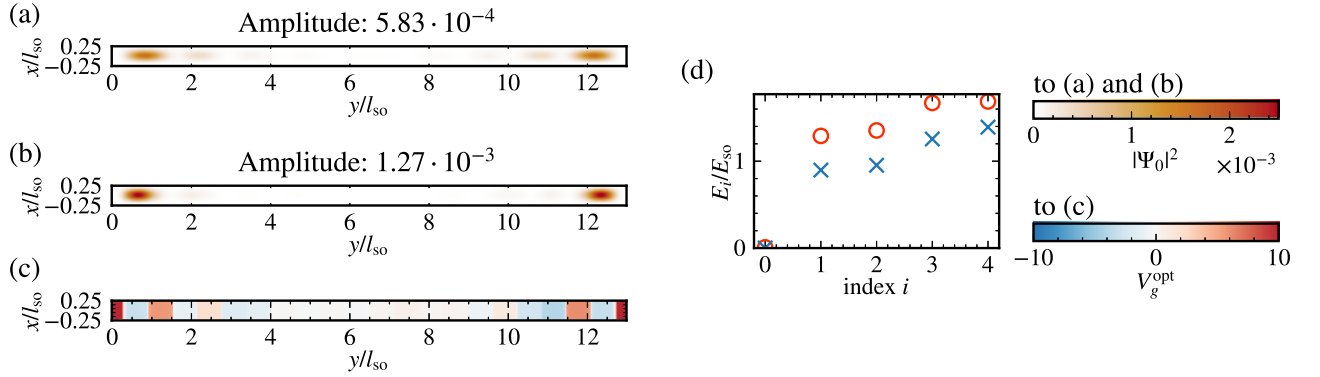 (a)
Amplitude: 5.83 · 10⁻⁴
x/l_so
0.25
−0.25
0 2 4 6 8 10 12
y/l_so
(b)
Amplitude: 1.27 · 10⁻³
x/l_so
0.25
−0.25
0 2 4 6 8 10 12
y/l_so
(c)
x/l_so
0.25
−0.25
0 2 4 6 8 10 12
y/l_so
(d)
E_i/E_so
1
0
0 1 2 3 4
index i
to (a) and (b)
0 1 2
|Ψ₀|² ×10⁻³
to (c)
−10 0 10
V_g^opt